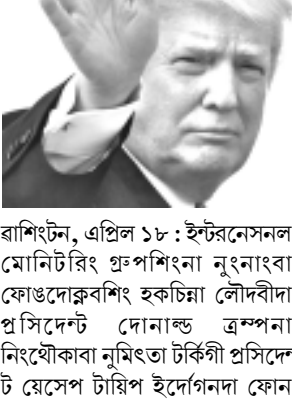 ৱাশিংটন, এপ্রিল ১৮ : ইন্টরনেসনল
মোনিটরিং গ্রুপশিংনা নুংনাংবা
ফোঙদোক্লবশিং হকচিন্না লৌদবীদা
প্রসিদেন্ট দোনাল্ড ত্রম্পনা
নিংথৌকাবা নুমিৎতা টর্কিগী প্রসিদেন
ট য়েসেপ টায়িপ ইর্দোগনদা ফোন